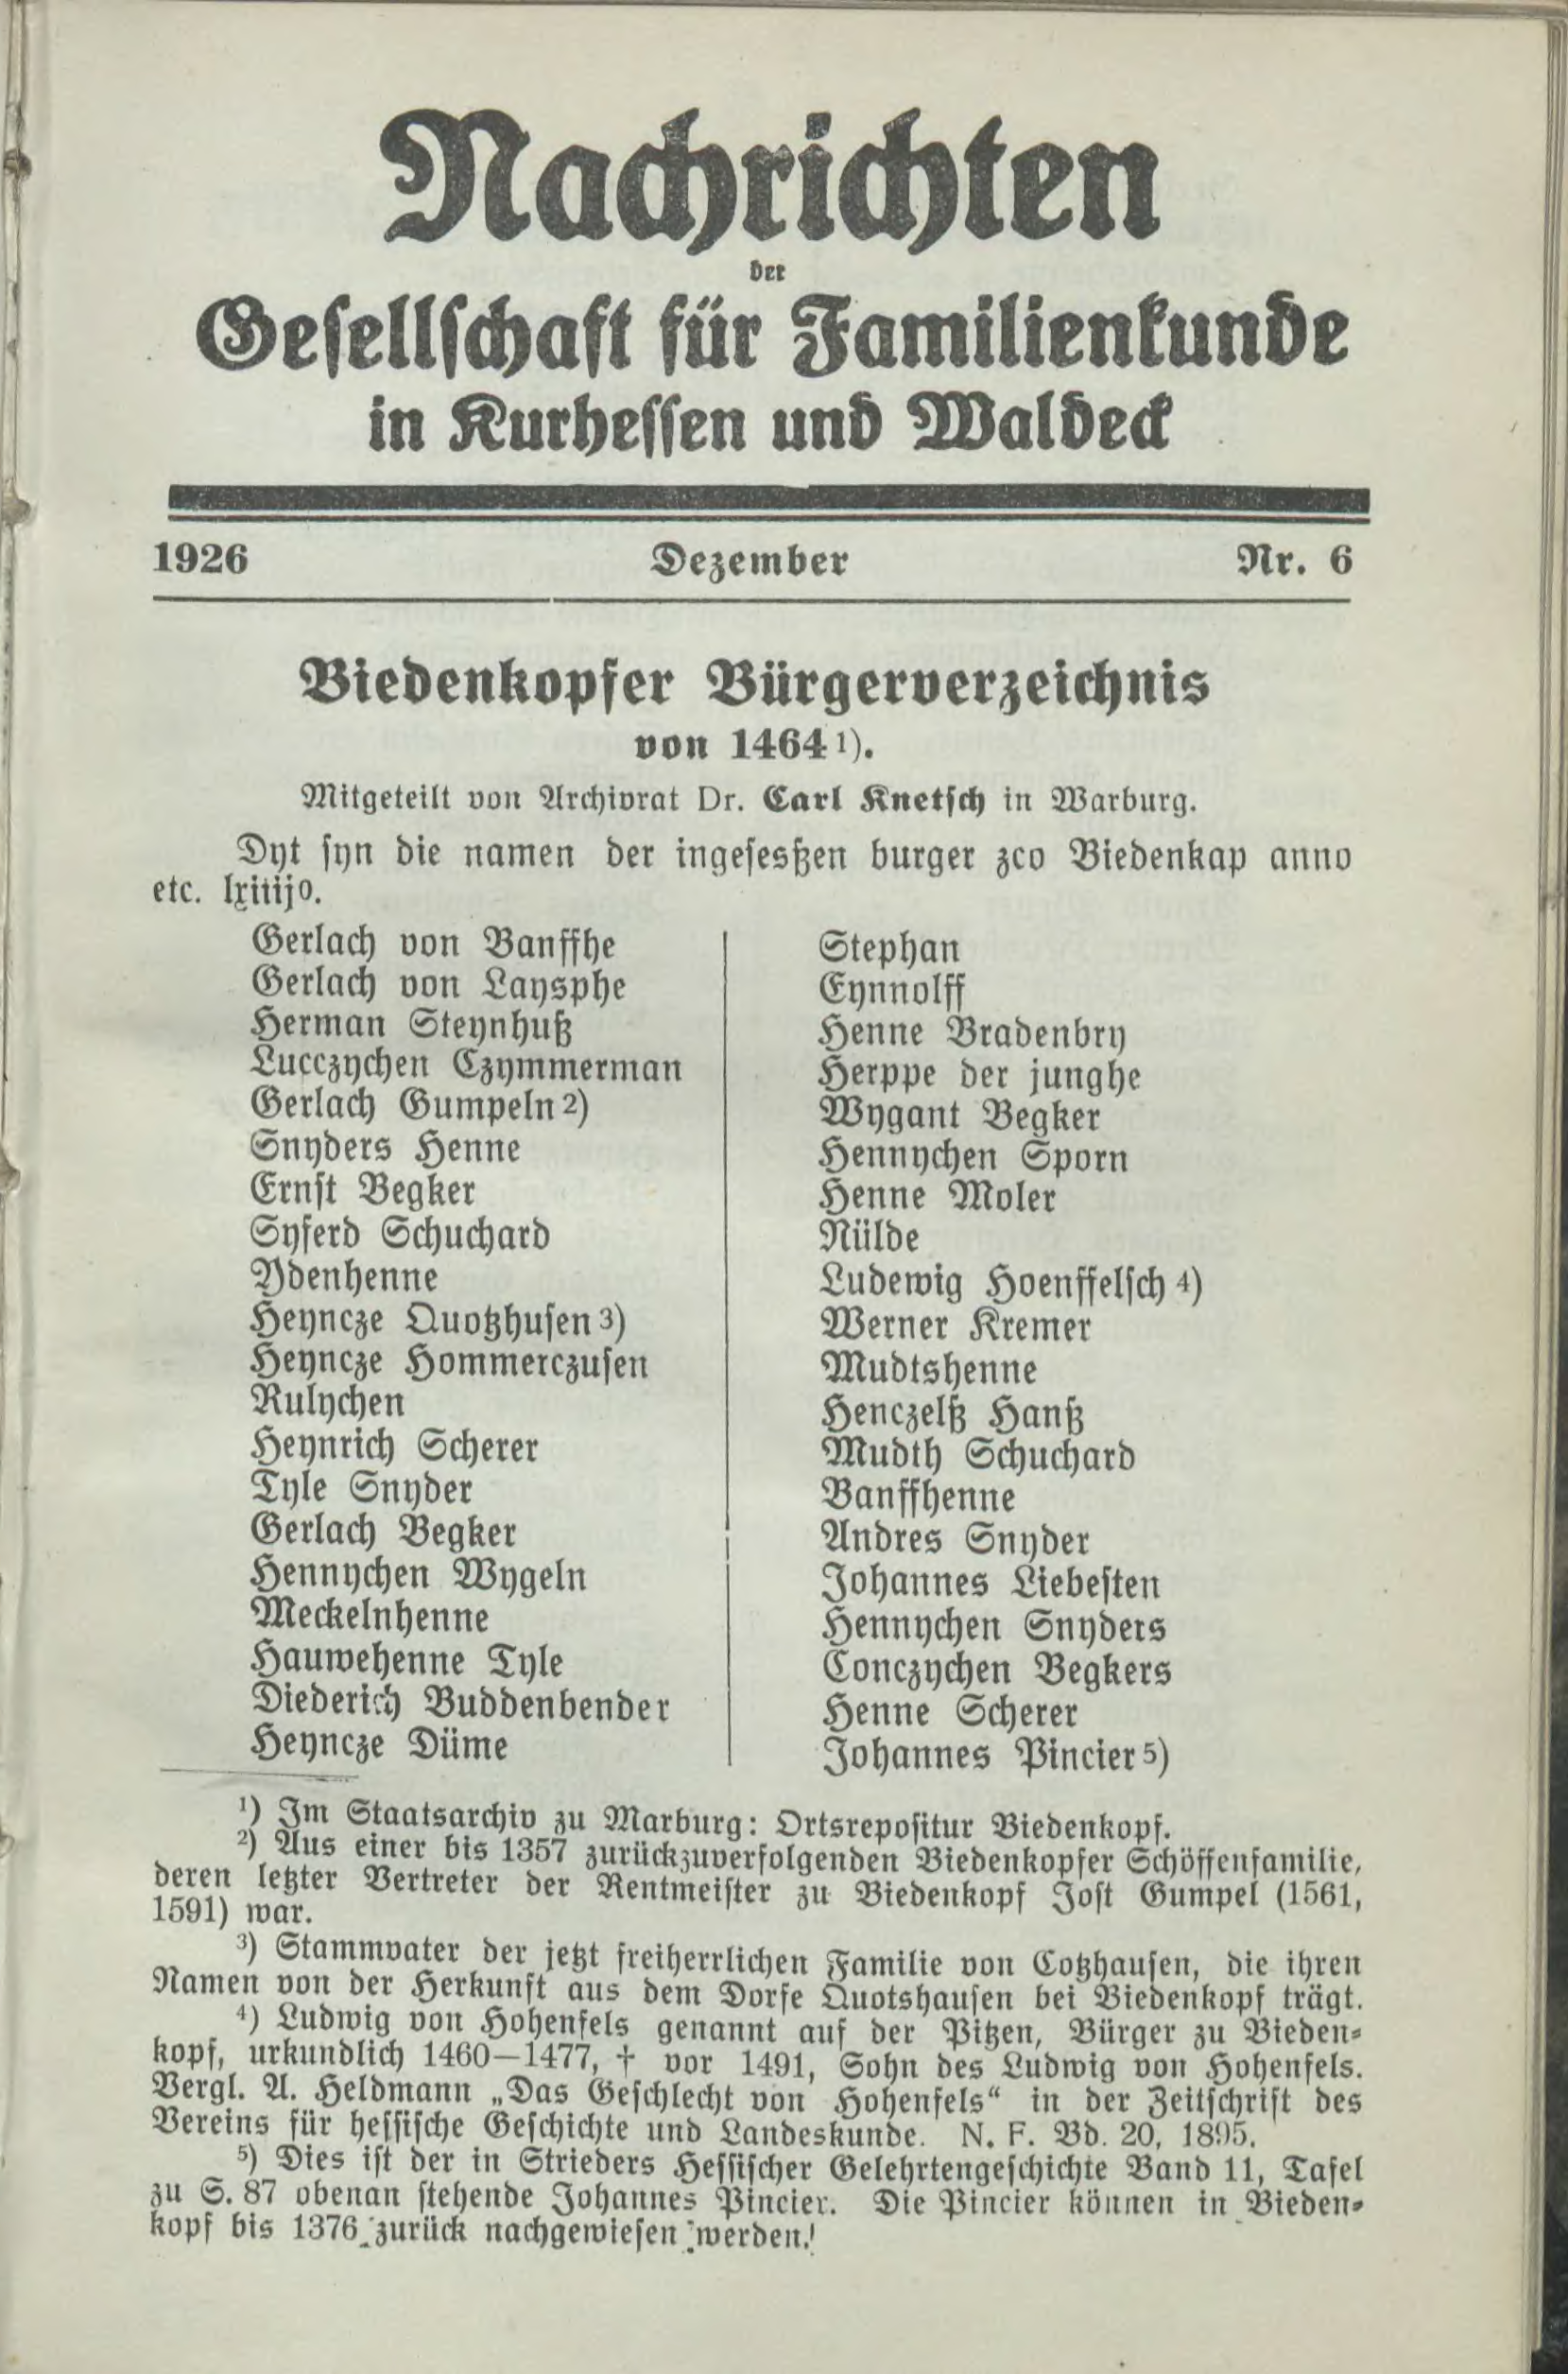 Nachrichten
der
Gesellschaft für Familienkunde
in Kurhessen und Waldeck
1926 Dezember Nr. 6
Biedenkopfer Bürgerverzeichnis
von 1464 1).
Mitgeteilt von Archivrat Dr. Carl Knetsch in Marburg.
Dyt syn die namen der ingesesßen burger zco Biedenkap anno
etc. lxiiijo.
Gerlach von Banffhe
Gerlach von Laysphe
Herman Steynhuß
Lucczychen Czymmerman
Gerlach Gumpeln 2)
Snyders Henne
Ernst Begker
Syferd Schuchard
Ydenhenne
Heyncze Quotzhusen 3)
Heyncze Hommerczusen
Rulychen
Heynrich Scherer
Tyle Snyder
Gerlach Begker
Hennychen Wygeln
Meckelnhenne
Hauwehenne Tyle
Diederich Buddenbender
Heyncze Düme
Stephan
Eynnolff
Henne Bradenbry
Herppe der junghe
Wygant Begker
Hennychen Sporn
Henne Moler
Nülde
Ludewig Hoenffelsch 4)
Werner Kremer
Mudtshenne
Henczelß Hanß
Mudth Schuchard
Banffhenne
Andres Snyder
Johannes Liebesten
Hennychen Snyders
Conczychen Begkers
Henne Scherer
Johannes Pincier 5)
1) Im Staatsarchiv zu Marburg: Ortsrepositur Biedenkopf.
2) Aus einer bis 1357 zurückzuverfolgenden Biedenkopfer Schöffenfamilie,
deren letzter Vertreter der Rentmeister zu Biedenkopf Jost Gumpel (1561,
1591) war.
3) Stammvater der jetzt freiherrlichen Familie von Cotzhausen, die ihren
Namen von der Herkunft aus dem Dorfe Quotshausen bei Biedenkopf trägt.
4) Ludwig von Hohenfels genannt auf der Pitzen, Bürger zu Bieden-
kopf, urkundlich 1460—1477, † vor 1491, Sohn des Ludwig von Hohenfels.
Vergl. A. Heldmann „Das Geschlecht von Hohenfels“ in der Zeitschrift des
Vereins für hessische Geschichte und Landeskunde. N. F. Bd. 20, 1895.
5) Dies ist der in Strieders Hessischer Gelehrtengeschichte Band 11, Tafel
zu S. 87 obenan stehende Johannes Pincier. Die Pincier können in Bieden-
kopf bis 1376 zurück nachgewiesen werden.